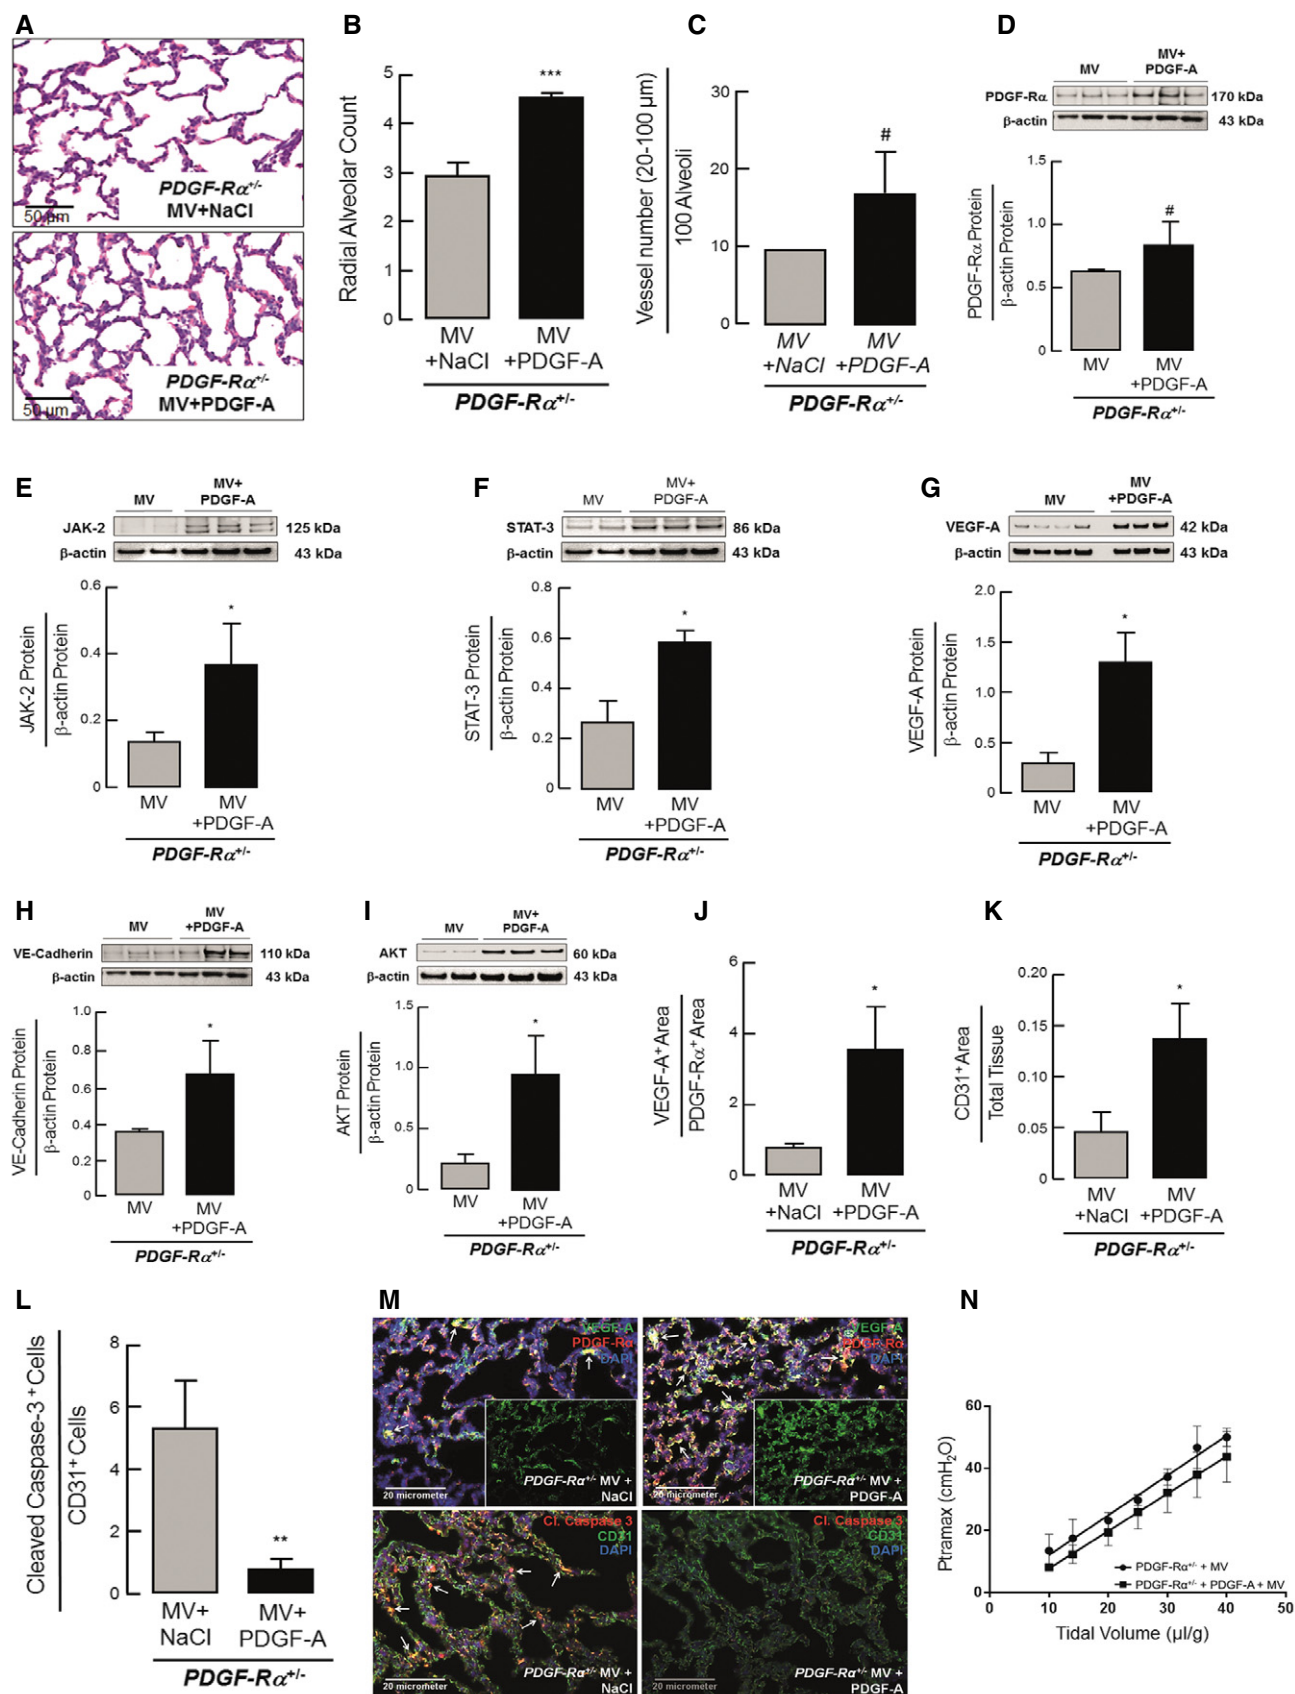 A
PDGF-Rα+/-
MV+NaCl
50 µm
PDGF-Rα+/-
MV+PDGF-A
50 µm
B
Radial Alveolar Count
5
4
3
2
1
0
***
MV
+NaCl
MV
+PDGF-A
PDGF-Rα+/-
C
Vessel number (20-100 µm)
100 Alveoli
30
20
10
0
#
MV
+NaCl
MV
+PDGF-A
PDGF-Rα+/-
D
MV
MV+
PDGF-A
PDGF-Rα
170 kDa
β-actin
43 kDa
PDGF-Rα Protein
β-actin Protein
1.5
1.0
0.5
0
#
MV
MV
+PDGF-A
PDGF-Rα+/-
E
MV
MV+
PDGF-A
JAK-2
125 kDa
β-actin
43 kDa
JAK-2 Protein
β-actin Protein
0.6
0.4
0.2
0
*
MV
MV
+PDGF-A
PDGF-Rα+/-
F
MV
MV+
PDGF-A
STAT-3
86 kDa
β-actin
43 kDa
STAT-3 Protein
β-actin Protein
0.8
0.6
0.4
0.2
0
*
MV
MV
+PDGF-A
PDGF-Rα+/-
G
MV
MV
+PDGF-A
VEGF-A
42 kDa
β-actin
43 kDa
VEGF-A Protein
β-actin Protein
2.0
1.5
1.0
0.5
0
*
MV
MV
+PDGF-A
PDGF-Rα+/-
H
MV
MV
+PDGF-A
VE-Cadherin
110 kDa
β-actin
43 kDa
VE-Cadherin Protein
β-actin Protein
1.0
0.8
0.6
0.4
0.2
0
*
MV
MV
+PDGF-A
PDGF-Rα+/-
I
MV
MV+
PDGF-A
AKT
60 kDa
β-actin
43 kDa
AKT Protein
β-actin Protein
1.5
1.0
0.5
0
*
MV
MV
+PDGF-A
PDGF-Rα+/-
J
VEGF-A+ Area
PDGF-Rα+ Area
6
4
2
0
*
MV
+NaCl
MV
+PDGF-A
PDGF-Rα+/-
K
CD31+ Area
Total Tissue
0.20
0.15
0.10
0.05
0
*
MV
+NaCl
MV
+PDGF-A
PDGF-Rα+/-
L
Cleaved Caspase-3+ Cells
CD31+ Cells
8
6
4
2
0
**
MV+
NaCl
MV+
PDGF-A
PDGF-Rα+/-
M
VEGF-A
PDGF-Rα
DAPI
20 micrometer
PDGF-Rα+/- MV +
NaCl
VEGF-A
PDGF-Rα
DAPI
20 micrometer
PDGF-Rα+/- MV +
PDGF-A
Cl. Caspase 3
CD31
DAPI
20 micrometer
PDGF-Rα+/- MV +
NaCl
Cl. Caspase 3
CD31
DAPI
20 micrometer
PDGF-Rα+/- MV +
PDGF-A
N
Ptramax (cmH2O)
60
40
20
0
PDGF-Rα+/- + MV
PDGF-Rα+/- + PDGF-A + MV
0
10
20
30
40
50
Tidal Volume (µl/g)